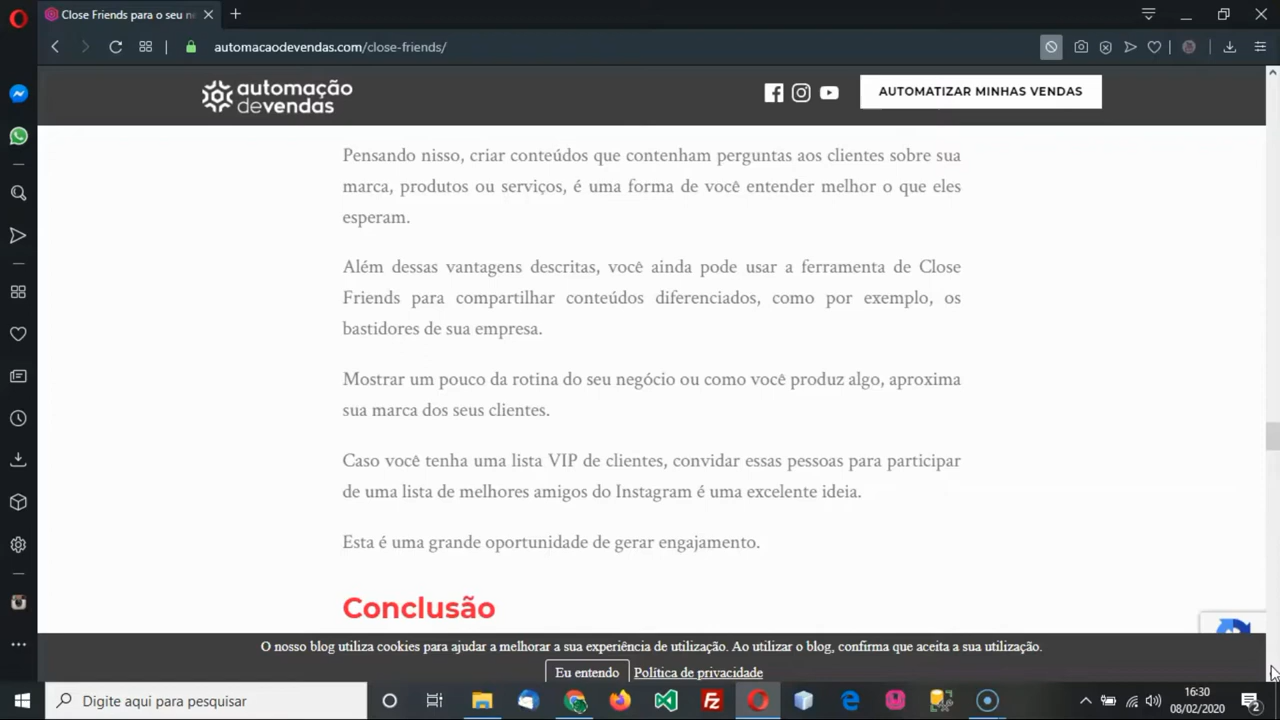 Close Friends para o seu n
automacaodevendas.com/close-friends/
automação
devendas
AUTOMATIZAR MINHAS VENDAS
Pensando nisso, criar conteúdos que contenham perguntas aos clientes sobre sua
marca, produtos ou serviços, é uma forma de você entender melhor o que eles
esperam.
Além dessas vantagens descritas, você ainda pode usar a ferramenta de Close
Friends para compartilhar conteúdos diferenciados, como por exemplo, os
bastidores de sua empresa.
Mostrar um pouco da rotina do seu negócio ou como você produz algo, aproxima
sua marca dos seus clientes.
Caso você tenha uma lista VIP de clientes, convidar essas pessoas para participar
de uma lista de melhores amigos do Instagram é uma excelente ideia.
Esta é uma grande oportunidade de gerar engajamento.
Conclusão
O nosso blog utiliza cookies para ajudar a melhorar a sua experiência de utilização. Ao utilizar o blog, confirma que aceita a sua utilização.
Eu entendo Política de privacidade
Digite aqui para pesquisar
16:30
08/02/2020
2